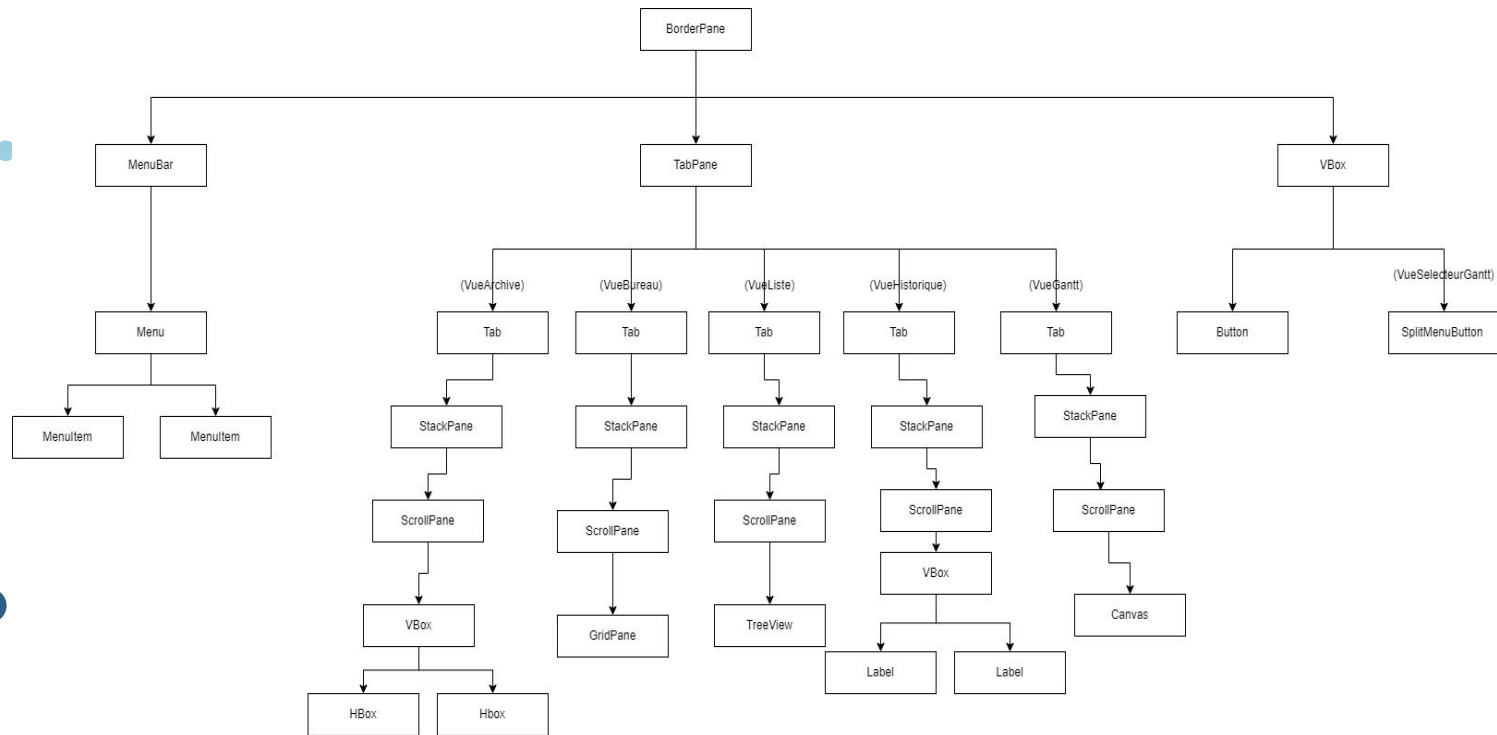 BorderPane
MenuBar
TabPane
VBox
(VueArchive)
(VueBureau)
(VueListe)
(VueHistorique)
(VueGantt)
(VueSelecteurGantt)
Menu
Tab
Tab
Tab
Tab
Tab
Button
SplitMenuButton
MenuItem
MenuItem
StackPane
StackPane
StackPane
StackPane
StackPane
ScrollPane
ScrollPane
ScrollPane
ScrollPane
ScrollPane
VBox
VBox
GridPane
TreeView
Canvas
Label
Label
HBox
Hbox